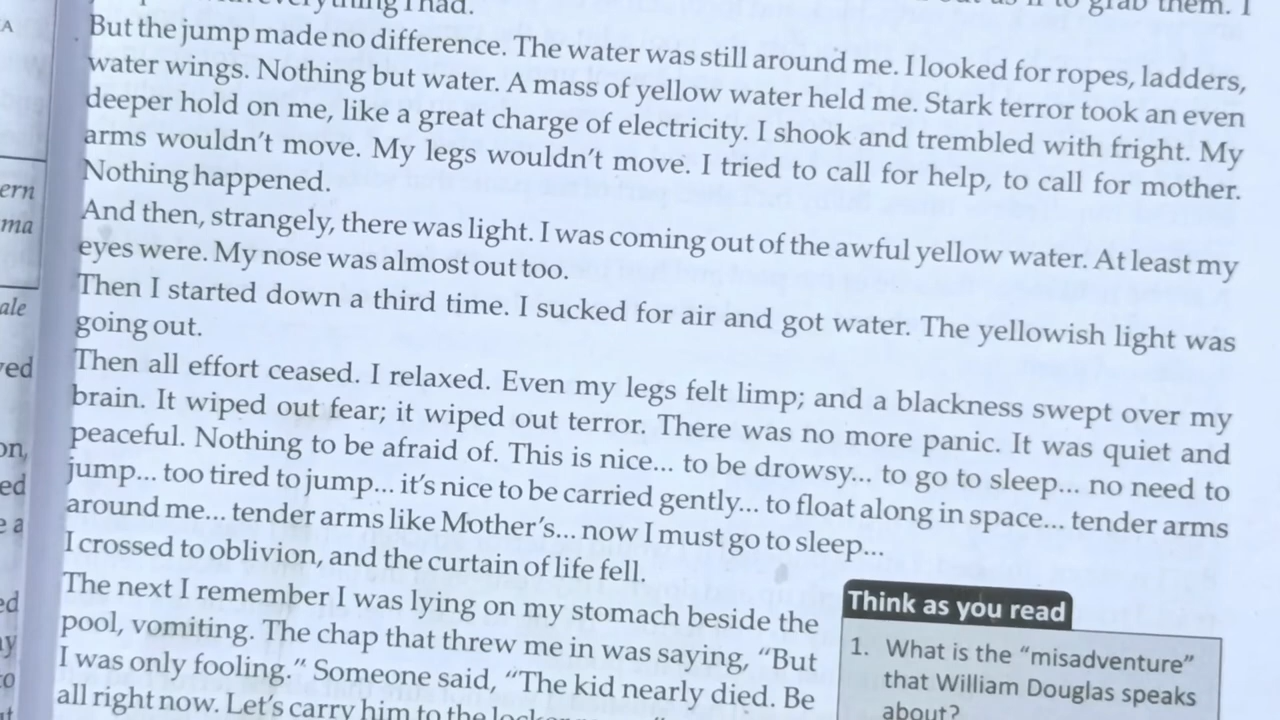 everything I had.
grab them. I
But the jump made no difference. The water was still around me. I looked for ropes, ladders,
water wings. Nothing but water. A mass of yellow water held me. Stark terror took an even
deeper hold on me, like a great charge of electricity. I shook and trembled with fright. My
arms wouldn't move. My legs wouldn't move. I tried to call for help, to call for mother.
Nothing happened.
And then, strangely, there was light. I was coming out of the awful yellow water. At least my
eyes were. My nose was almost out too.
Then I started down a third time. I sucked for air and got water. The yellowish light was
going out.
Then all effort ceased. I relaxed. Even my legs felt limp; and a blackness swept over my
brain. It wiped out fear; it wiped out terror. There was no more panic. It was quiet and
peaceful. Nothing to be afraid of. This is nice... to be drowsy... to go to sleep... no need to
jump... too tired to jump... it's nice to be carried gently... to float along in space... tender arms
around me... tender arms like Mother's... now I must go to sleep...
I crossed to oblivion, and the curtain of life fell.
The next I remember I was lying on my stomach beside the
pool, vomiting. The chap that threw me in was saying, "But
I was only fooling." Someone said, "The kid nearly died. Be
all right now. Let's carry him to the
Think as you read
1. What is the "misadventure"
that William Douglas speaks
about?
ern
ma
ale
ed